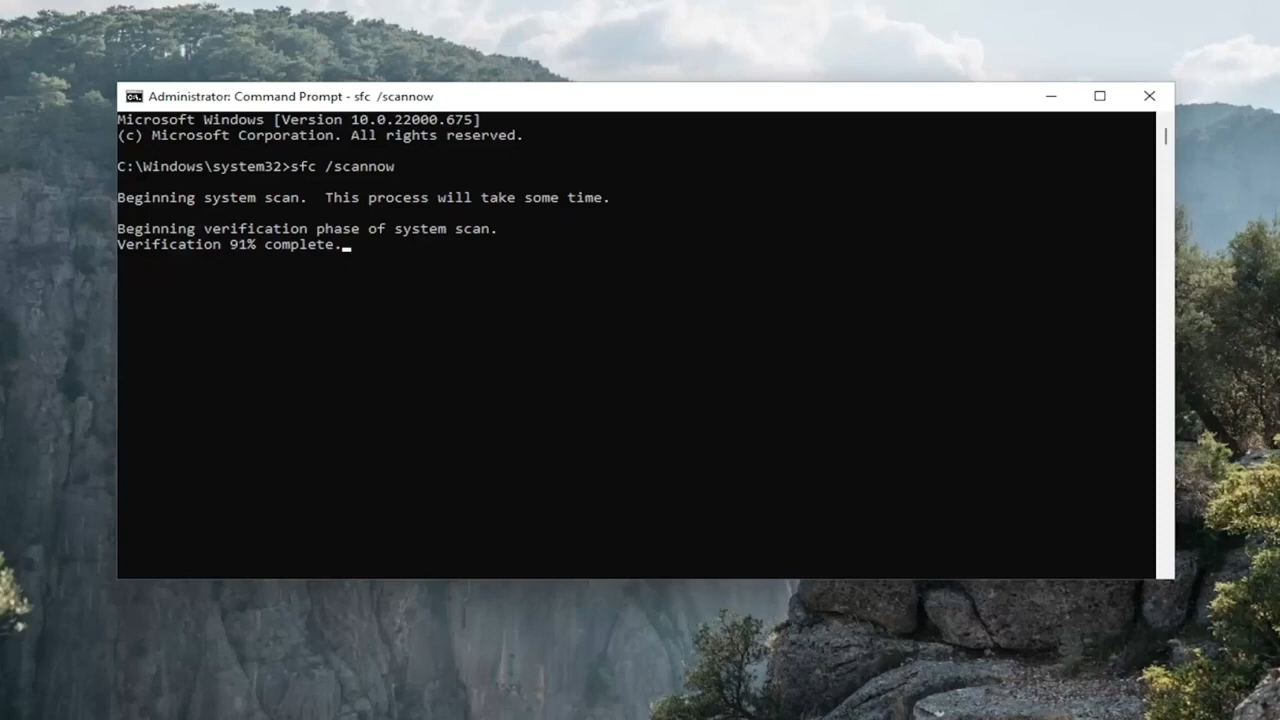 Administrator: Command Prompt - sfc  /scannow
Microsoft Windows [Version 10.0.22000.675]
(c) Microsoft Corporation. All rights reserved.
C:\Windows\system32>sfc /scannow
Beginning system scan.  This process will take some time.
Beginning verification phase of system scan.
Verification 91% complete.